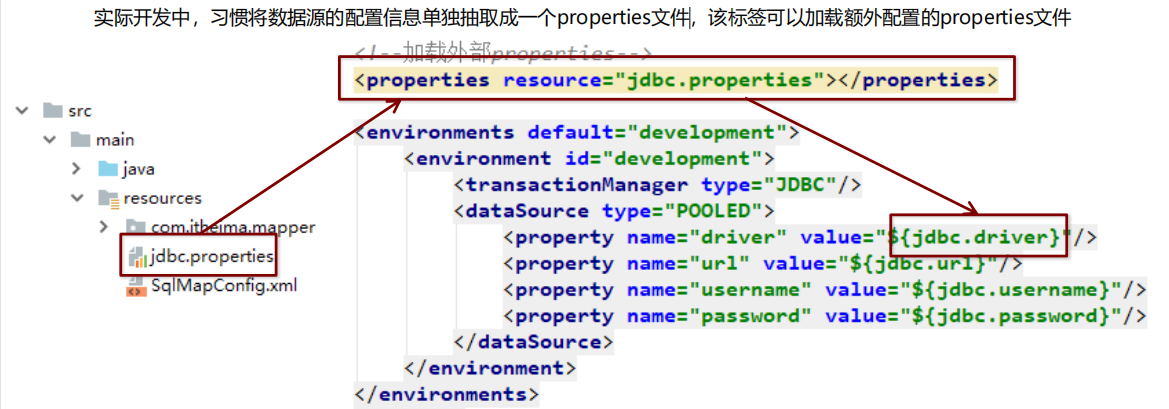 实际开发中，习惯将数据源的配置信息单独抽取成一个properties文件，该标签可以加载额外配置的properties文件
<!--加载外部properties-->
<properties resource="jdbc.properties"></properties>
src
main
java
resources
com.itheima.mapper
jdbc.properties
SqlMapConfig.xml
<environments default="development">
<environment id="development">
<transactionManager type="JDBC"/>
<dataSource type="POOLED">
<property name="driver" value="${jdbc.driver}"/>
<property name="url" value="${jdbc.url}"/>
<property name="username" value="${jdbc.username}"/>
<property name="password" value="${jdbc.password}"/>
</dataSource>
</environment>
</environments>